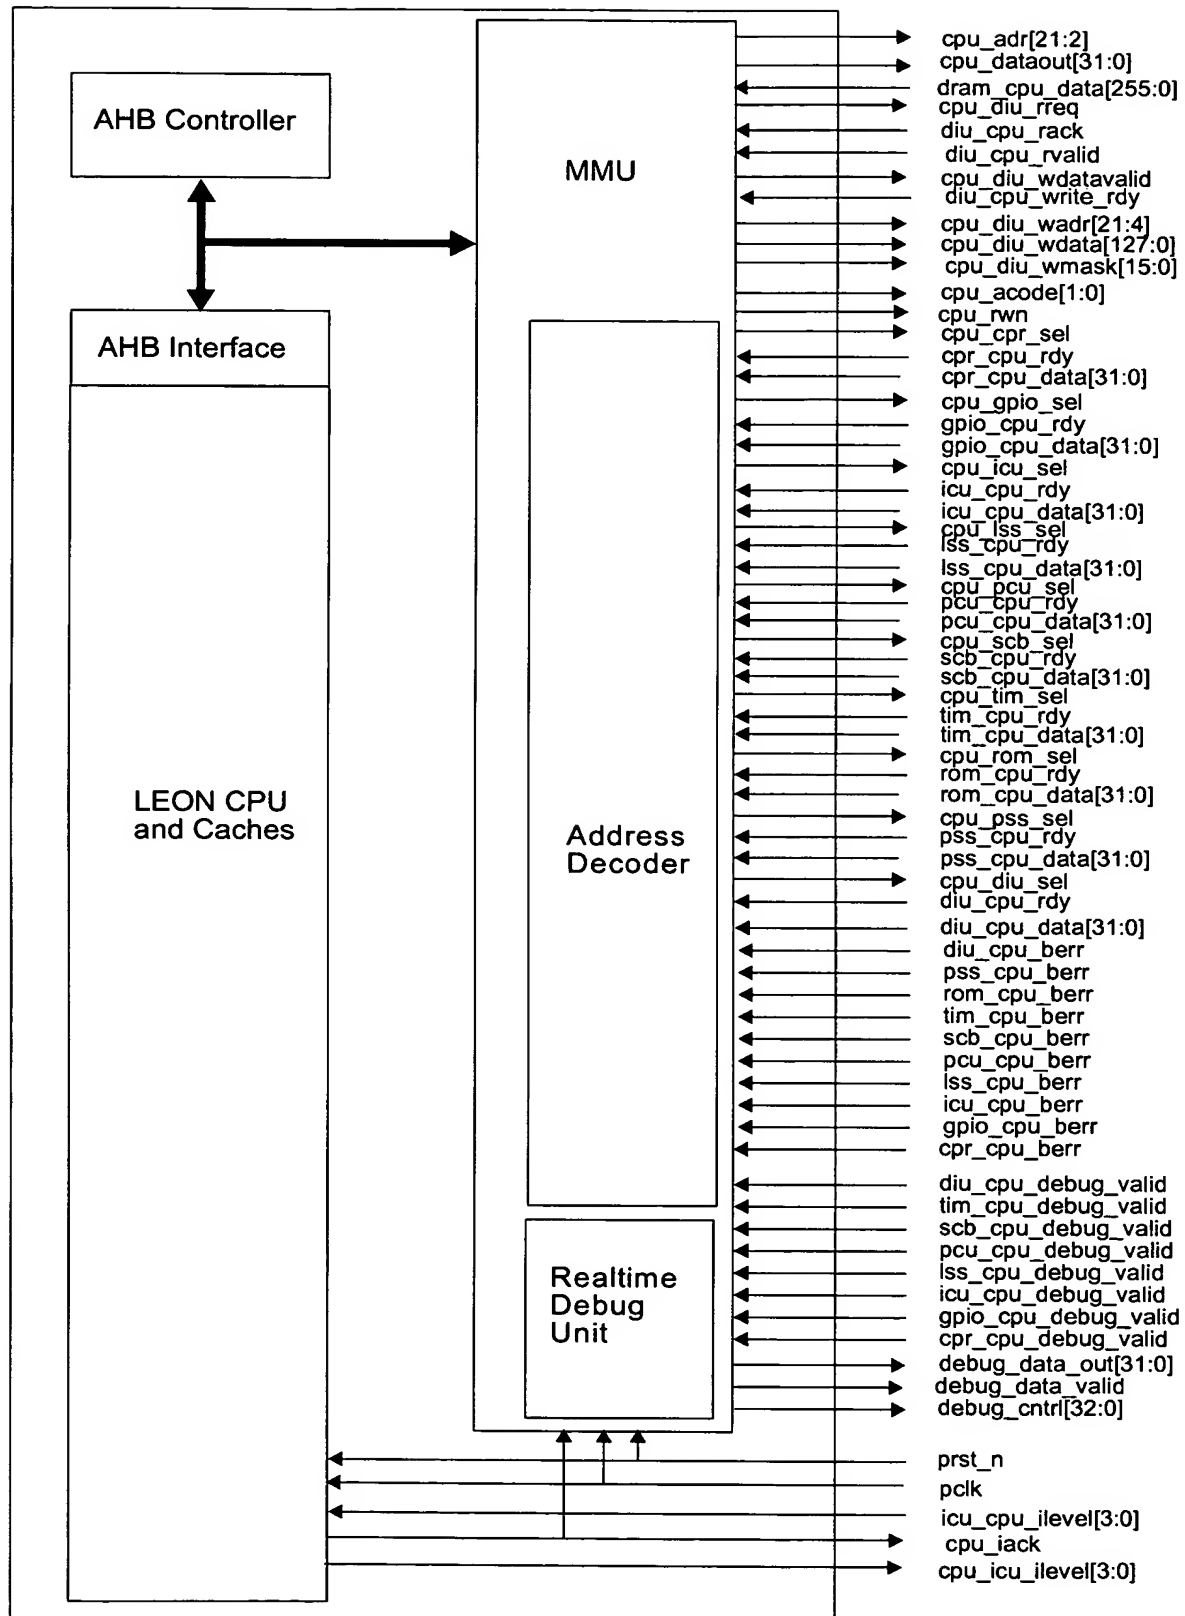 AHB Controller
AHB Interface
LEON CPU
and Caches
MMU
Address
Decoder
Realtime
Debug
Unit
cpu_adr[21:2]
cpu_dataout[31:0]
dram_cpu_data[255:0]
cpu_diu_rreq
diu_cpu_rack
diu_cpu_rvalid
cpu_diu_wdatavalid
diu_cpu_write_rdy
cpu_diu_wadr[21:4]
cpu_diu_wdata[127:0]
cpu_diu_wmask[15:0]
cpu_acode[1:0]
cpu_rwn
cpu_cpr_sel
cpr_cpu_rdy
cpr_cpu_data[31:0]
cpu_gpio_sel
gpio_cpu_rdy
gpio_cpu_data[31:0]
cpu_icu_sel
icu_cpu_rdy
icu_cpu_data[31:0]
cpu_lss_sel
lss_cpu_rdy
lss_cpu_data[31:0]
cpu_pcu_sel
pcu_cpu_rdy
pcu_cpu_data[31:0]
cpu_scb_sel
scb_cpu_rdy
scb_cpu_data[31:0]
cpu_tim_sel
tim_cpu_rdy
tim_cpu_data[31:0]
cpu_rom_sel
rom_cpu_rdy
rom_cpu_data[31:0]
cpu_pss_sel
pss_cpu_rdy
pss_cpu_data[31:0]
cpu_diu_sel
diu_cpu_rdy
diu_cpu_data[31:0]
diu_cpu_berr
pss_cpu_berr
rom_cpu_berr
tim_cpu_berr
scb_cpu_berr
pcu_cpu_berr
lss_cpu_berr
icu_cpu_berr
gpio_cpu_berr
cpr_cpu_berr
diu_cpu_debug_valid
tim_cpu_debug_valid
scb_cpu_debug_valid
pcu_cpu_debug_valid
lss_cpu_debug_valid
icu_cpu_debug_valid
gpio_cpu_debug_valid
cpr_cpu_debug_valid
debug_data_out[31:0]
debug_data_valid
debug_cntrl[32:0]
prst_n
pclk
icu_cpu_ilevel[3:0]
cpu_iack
cpu_icu_ilevel[3:0]